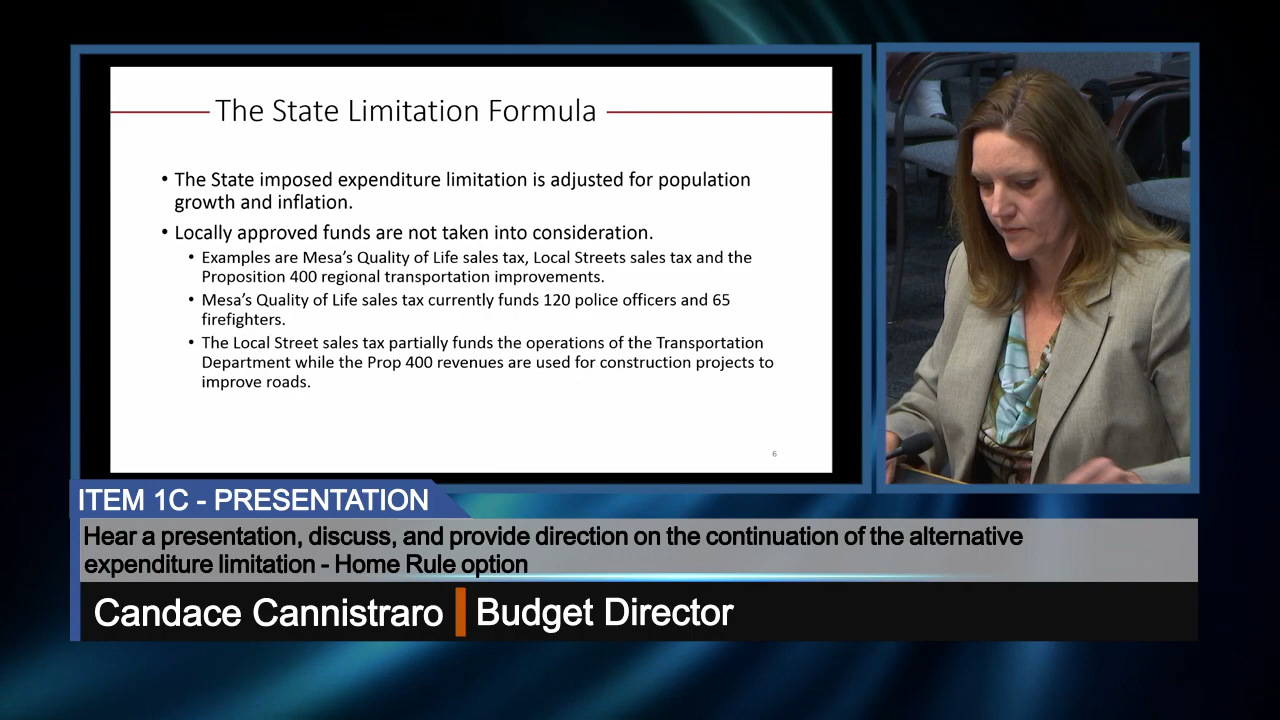 The State Limitation Formula
• The State imposed expenditure limitation is adjusted for population
growth and inflation.
• Locally approved funds are not taken into consideration.
• Examples are Mesa's Quality of Life sales tax, Local Streets sales tax and the
Proposition 400 regional transportation improvements.
• Mesa's Quality of Life sales tax currently funds 120 police officers and 65
firefighters.
• The Local Street sales tax partially funds the operations of the Transportation
Department while the Prop 400 revenues are used for construction projects to
improve roads.
6
ITEM 1C - PRESENTATION
Hear a presentation, discuss, and provide direction on the continuation of the alternative
expenditure limitation - Home Rule option
Candace Cannistraro Budget Director